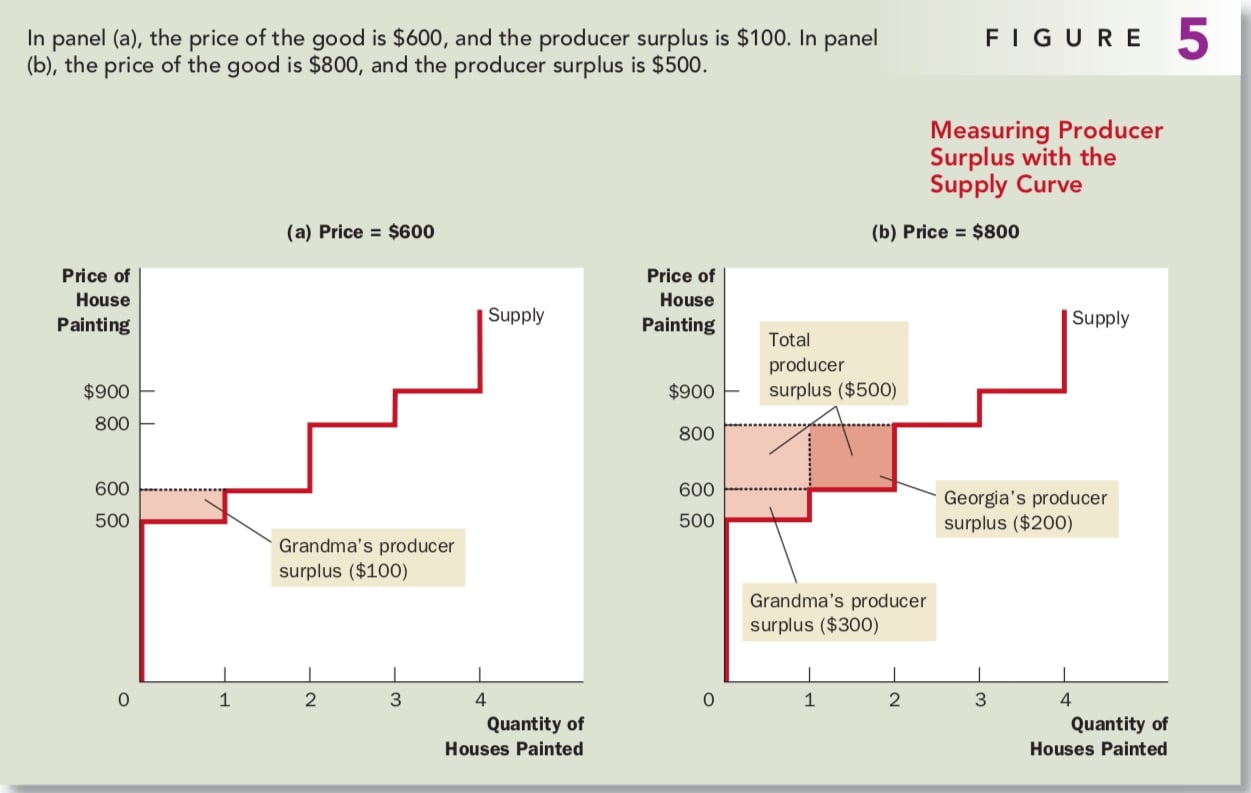 In panel (a), the price of the good is $600, and the producer surplus is $100. In panel
(b), the price of the good is $800, and the producer surplus is $500.
FIGURE 5
Measuring Producer
Surplus with the
Supply Curve
(a) Price = $600
Price of
House
Painting
Supply
$900
800
600
500
Grandma’s producer
surplus ($100)
0 1 2 3 4
Quantity of
Houses Painted
(b) Price = $800
Price of
House
Painting
Supply
Total
producer
surplus ($500)
$900
800
600
500
Georgia’s producer
surplus ($200)
Grandma’s producer
surplus ($300)
0 1 2 3 4
Quantity of
Houses Painted